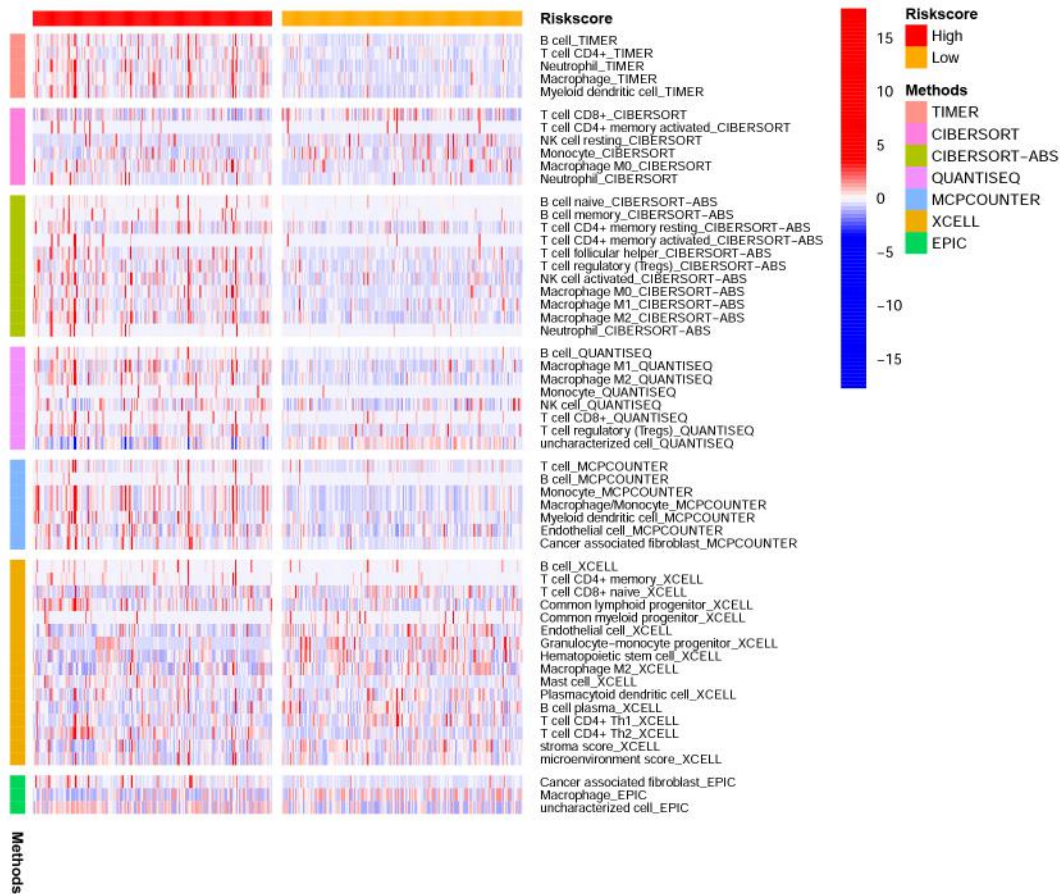 Riskscore
B cell_TIMER
T cell CD4+_TIMER
Neutrophil_TIMER
Macrophage_TIMER
Myeloid dendritic cell_TIMER
T cell CD8+_CIBERSORT
T cell CD4+ memory activated_CIBERSORT
NK cell resting_CIBERSORT
Monocyte_CIBERSORT
Macrophage M0_CIBERSORT
Neutrophil_CIBERSORT
B cell naive_CIBERSORT-ABS
B cell memory_CIBERSORT-ABS
T cell CD4+ memory resting_CIBERSORT-ABS
T cell CD4+ memory activated_CIBERSORT-ABS
T cell follicular helper_CIBERSORT-ABS
T cell regulatory (Tregs)_CIBERSORT-ABS
NK cell activated_CIBERSORT-ABS
Macrophage M0_CIBERSORT-ABS
Macrophage M1_CIBERSORT-ABS
Macrophage M2_CIBERSORT-ABS
Neutrophil_CIBERSORT-ABS
B cell_QUANTISEQ
Macrophage M1_QUANTISEQ
Macrophage M2_QUANTISEQ
Monocyte_QUANTISEQ
NK cell_QUANTISEQ
T cell CD8+_QUANTISEQ
T cell regulatory (Tregs)_QUANTISEQ
uncharacterized cell_QUANTISEQ
T cell_MCPCOUNTER
B cell_MCPCOUNTER
Monocyte_MCPCOUNTER
Macrophage/Monocyte_MCPCOUNTER
Myeloid dendritic cell_MCPCOUNTER
Endothelial cell_MCPCOUNTER
Cancer associated fibroblast_MCPCOUNTER
B cell_XCELL
T cell CD4+ memory_XCELL
T cell CD8+ naive_XCELL
Common lymphoid progenitor_XCELL
Common myeloid progenitor_XCELL
Endothelial cell_XCELL
Granulocyte-monocyte progenitor_XCELL
Hematopoietic stem cell_XCELL
Macrophage M2_XCELL
Mast cell_XCELL
Plasmacytoid dendritic cell_XCELL
B cell plasma_XCELL
T cell CD4+ Th1_XCELL
T cell CD4+ Th2_XCELL
stroma score_XCELL
microenvironment score_XCELL
Cancer associated fibroblast_EPIC
Macrophage_EPIC
uncharacterized cell_EPIC
Methods
15
10
5
0
-5
-10
-15
Riskscore
High
Low
Methods
TIMER
CIBERSORT
CIBERSORT-ABS
QUANTISEQ
MCPCOUNTER
XCELL
EPIC